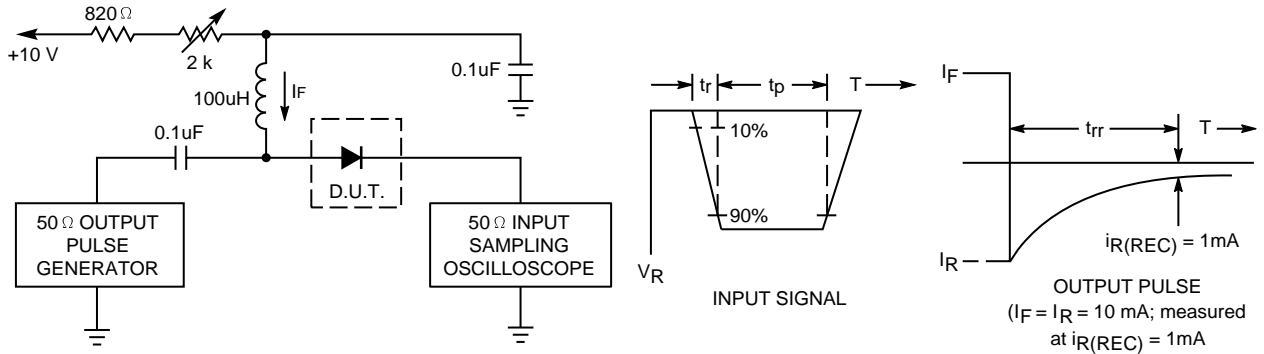 820 Ω
+10 V
2 k
0.1uF
100uH
IF
0.1uF
D.U.T.
50 Ω OUTPUT
PULSE
GENERATOR
50 Ω INPUT
SAMPLING
OSCILLOSCOPE
tr
tp
T
10%
90%
VR
INPUT SIGNAL
IF
trr
T
IR
iR(REC) = 1mA
OUTPUT PULSE
(IF = IR = 10 mA; measured
at iR(REC) = 1mA